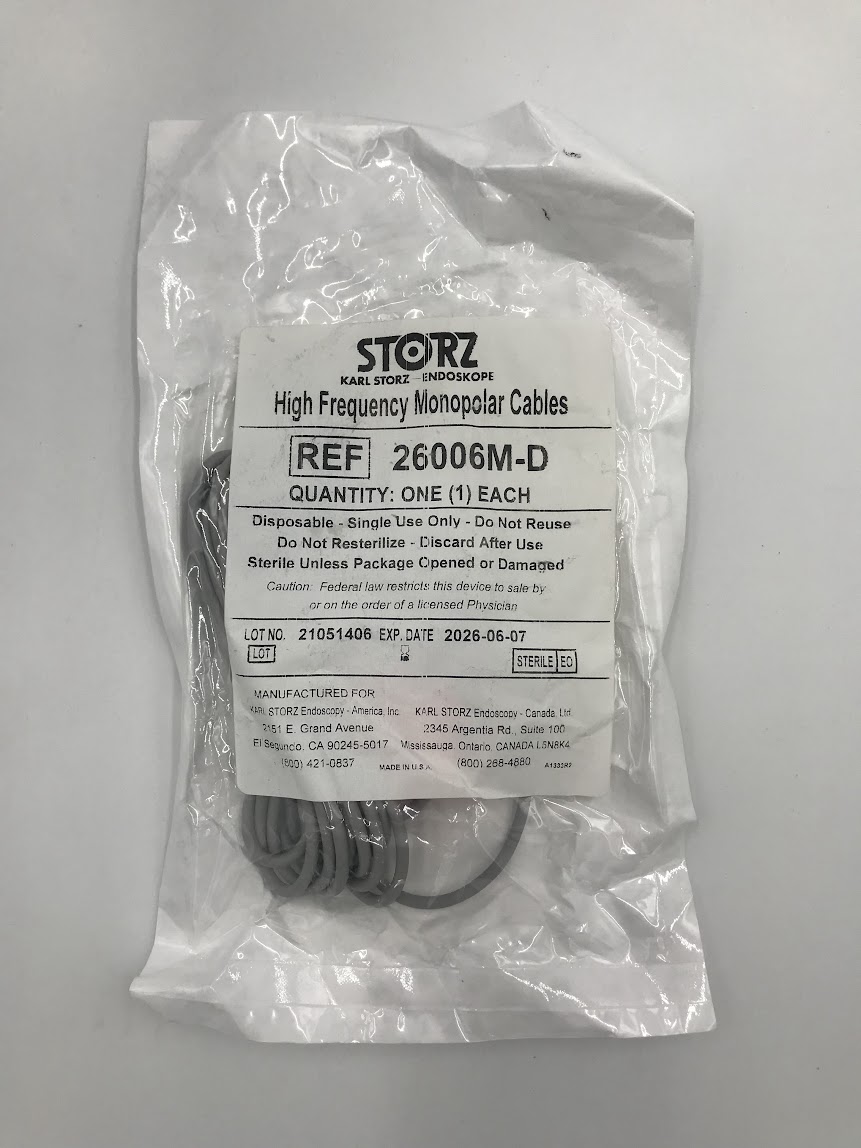 STORZ
KARL STORZ - ENDOSKOPE
High Frequency Monopolar Cables
REF 26006M-D
QUANTITY: ONE (1) EACH
Disposable - Single Use Only - Do Not Reuse
Do Not Resterilize - Discard After Use
Sterile Unless Package Opened or Damaged
Caution: Federal law restricts this device to sale by
or on the order of a licensed Physician
LOT NO. 21051406 EXP. DATE 2026-06-07
LOT STERILE EO
MANUFACTURED FOR
KARL STORZ Endoscopy - America, Inc. KARL STORZ Endoscopy - Canada, Ltd.
2151 E. Grand Avenue 2345 Argentia Rd., Suite 100
El Segundo, CA 90245-5017 Mississauga, Ontario, CANADA L5N8K4
(800) 421-0837 MADE IN U.S.A. (800) 268-4880 A1333R2